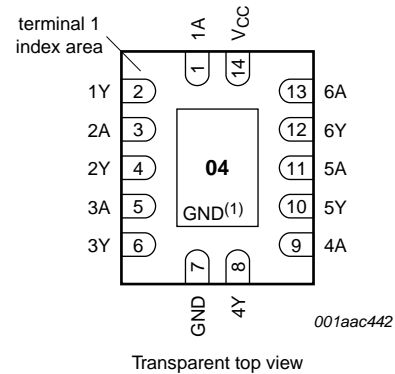 terminal 1
index area
1A
VCC
1
14
1Y 2 13 6A
2A 3 12 6Y
2Y 4 04 11 5A
3A 5 10 5Y
GND(1)
3Y 6 9 4A
7
8
GND
4Y
001aac442
Transparent top view